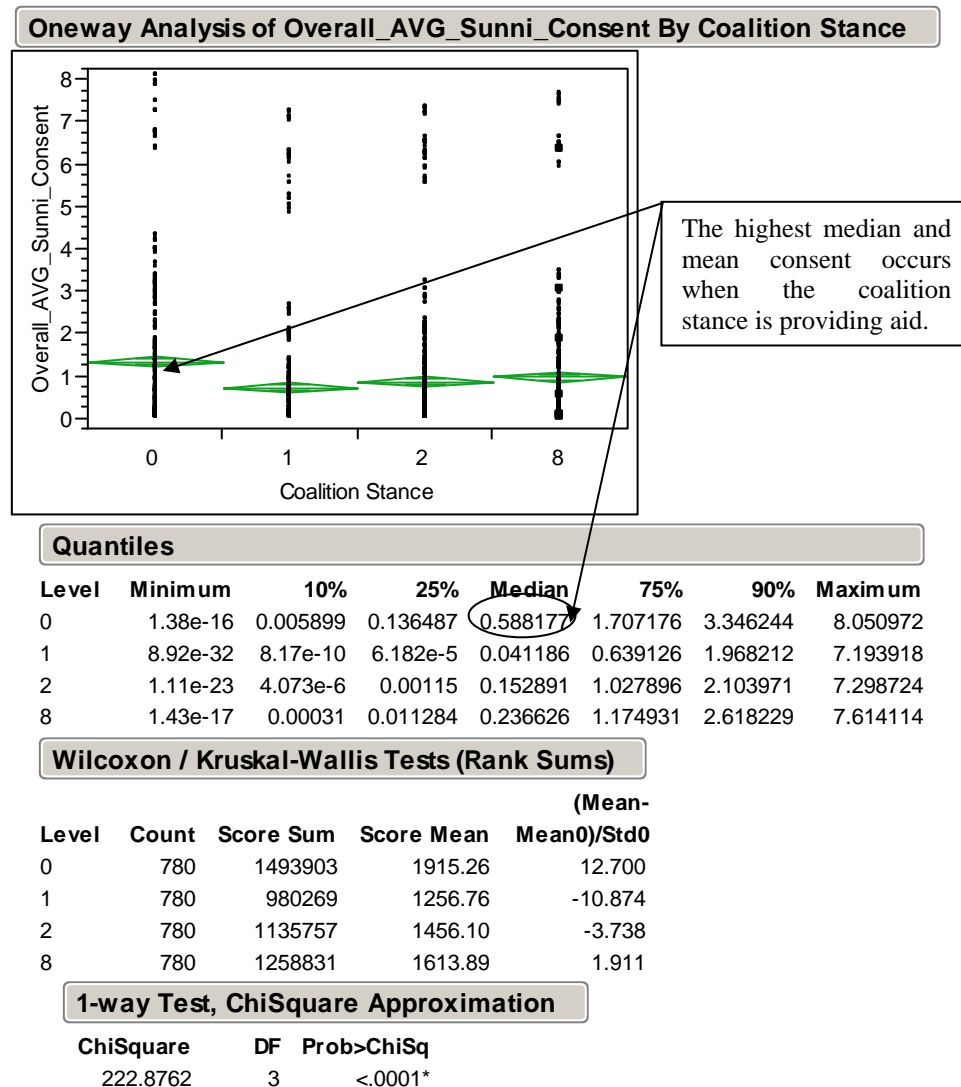 Oneway Analysis of Overall_AVG_Sunni_Consent By Coalition Stance
Overall_AVG_Sunni_Consent
8
7
6
5
4
3
2
1
0
0 1 2 8
Coalition Stance
The highest median and
mean consent occurs
when the coalition
stance is providing aid.
Quantiles
Level Minimum 10% 25% Median 75% 90% Maximum
0 1.38e-16 0.005899 0.136487 0.588177 1.707176 3.346244 8.050972
1 8.92e-32 8.17e-10 6.182e-5 0.041186 0.639126 1.968212 7.193918
2 1.11e-23 4.073e-6 0.00115 0.152891 1.027896 2.103971 7.298724
8 1.43e-17 0.00031 0.011284 0.236626 1.174931 2.618229 7.614114
Wilcoxon / Kruskal-Wallis Tests (Rank Sums)
(Mean-
Level Count Score Sum Score Mean Mean0)/Std0
0 780 1493903 1915.26 12.700
1 780 980269 1256.76 -10.874
2 780 1135757 1456.10 -3.738
8 780 1258831 1613.89 1.911
1-way Test, ChiSquare Approximation
ChiSquare DF Prob>ChiSq
222.8762 3 <.0001*